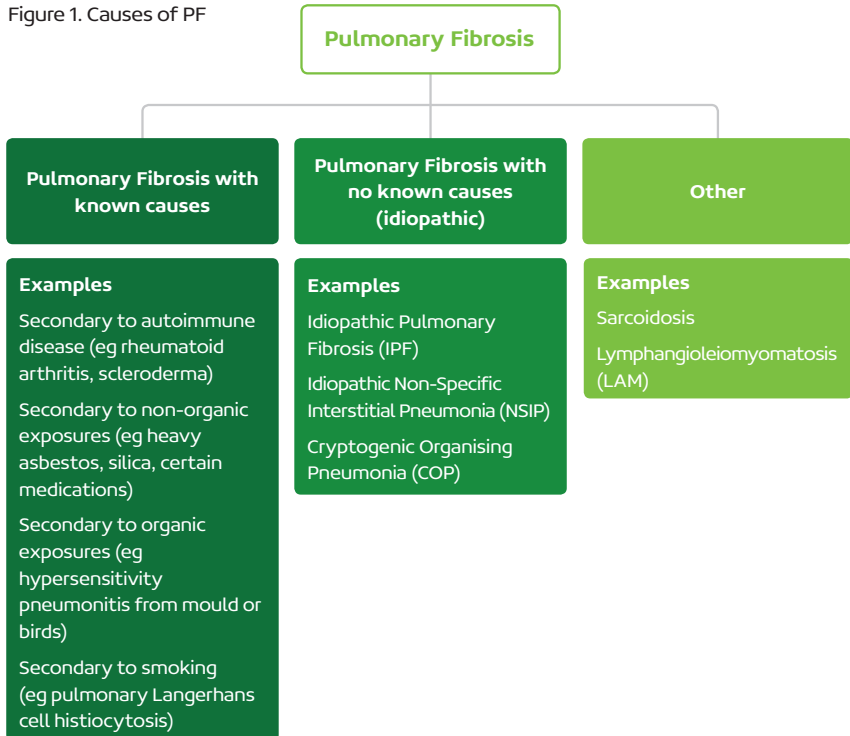 Figure 1. Causes of PF
Pulmonary Fibrosis
Pulmonary Fibrosis with
known causes
Pulmonary Fibrosis with
no known causes
(idiopathic)
Other
Examples
Secondary to autoimmune
disease (eg rheumatoid
arthritis, scleroderma)
Secondary to non-organic
exposures (eg heavy
asbestos, silica, certain
medications)
Secondary to organic
exposures (eg
hypersensitivity
pneumonitis from mould or
birds)
Secondary to smoking
(eg pulmonary Langerhans
cell histiocytosis)
Examples
Idiopathic Pulmonary
Fibrosis (IPF)
Idiopathic Non-Specific
Interstitial Pneumonia (NSIP)
Cryptogenic Organising
Pneumonia (COP)
Examples
Sarcoidosis
Lymphangioleiomyomatosis
(LAM)